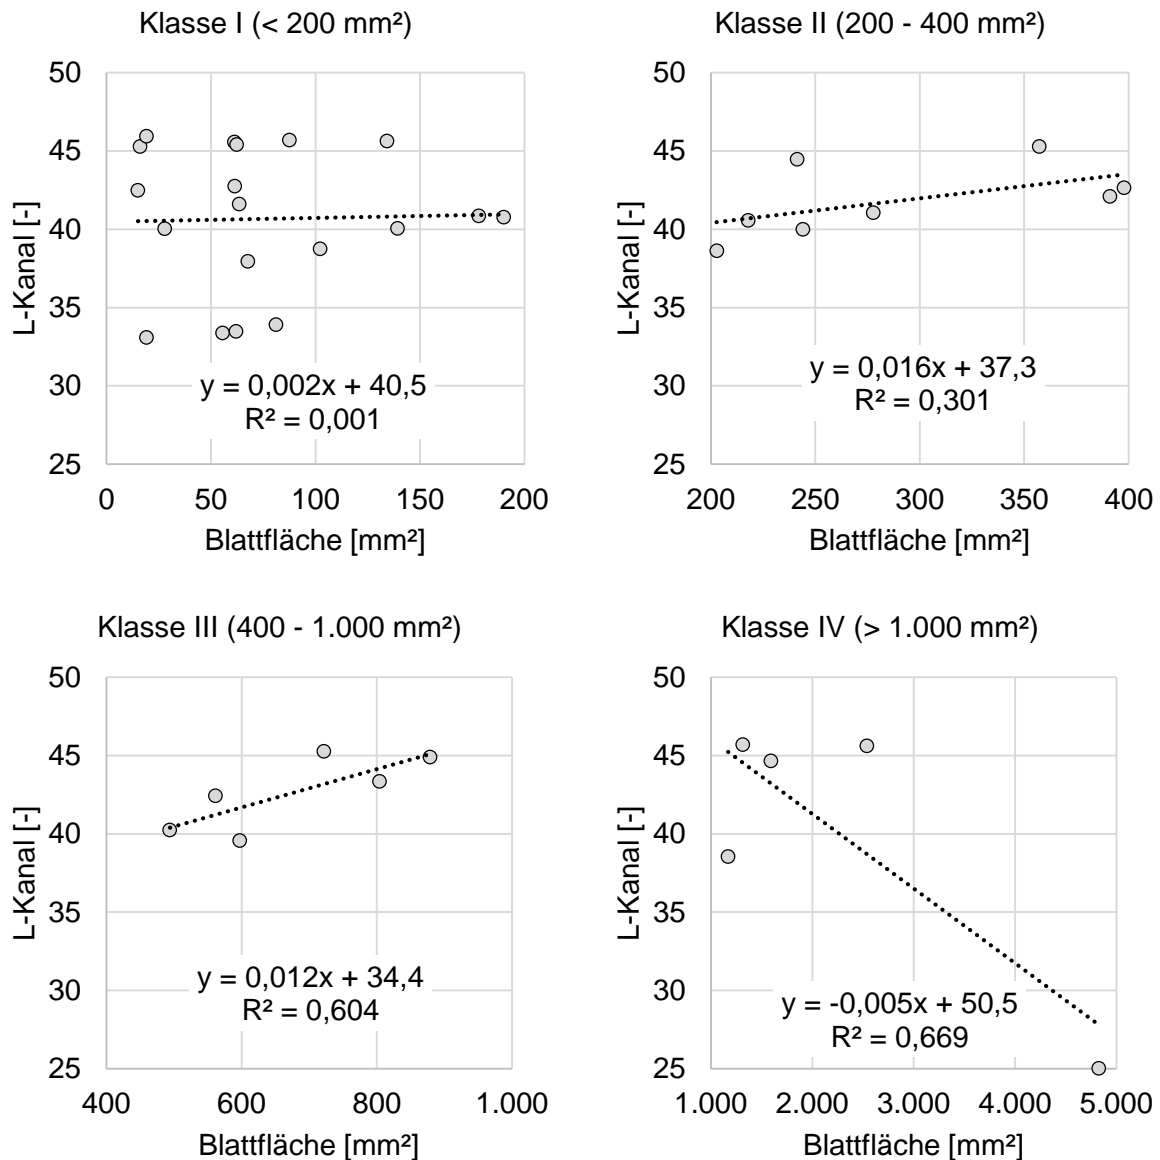 Klasse I (< 200 mm²)
50
45
40
35
30
25
L-Kanal [-]
y = 0,002x + 40,5
R² = 0,001
0 50 100 150 200
Blattfläche [mm²]
Klasse II (200 - 400 mm²)
50
45
40
35
30
25
L-Kanal [-]
y = 0,016x + 37,3
R² = 0,301
200 250 300 350 400
Blattfläche [mm²]
Klasse III (400 - 1.000 mm²)
50
45
40
35
30
25
L-Kanal [-]
y = 0,012x + 34,4
R² = 0,604
400 600 800 1.000
Blattfläche [mm²]
Klasse IV (> 1.000 mm²)
50
45
40
35
30
25
L-Kanal [-]
y = -0,005x + 50,5
R² = 0,669
1.000 2.000 3.000 4.000 5.000
Blattfläche [mm²]